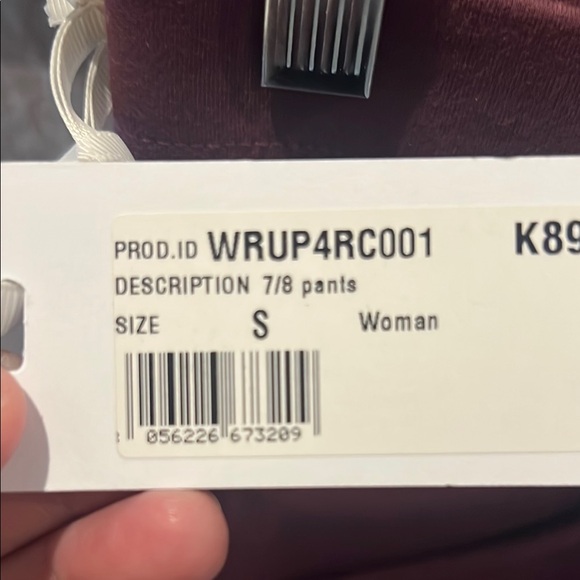 PROD.ID WRUP4RC001 K89
DESCRIPTION 7/8 pants
SIZE S Woman
056226 673209